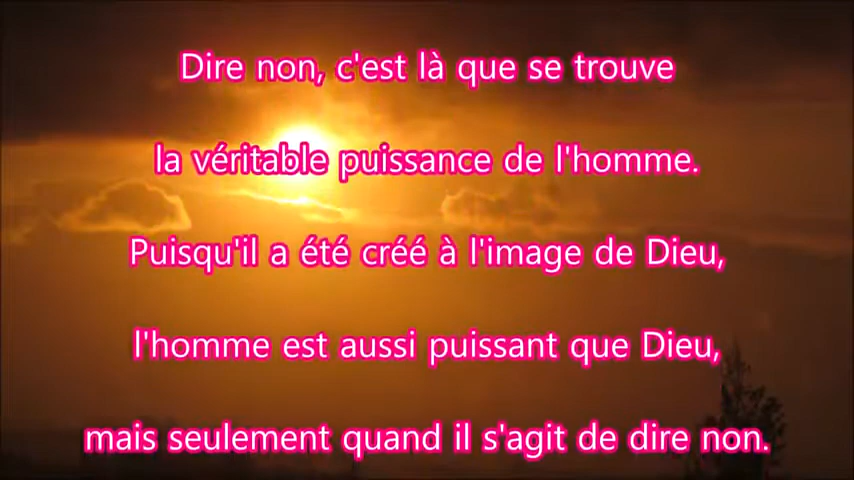 Dire non, c'est là que se trouve
la véritable puissance de l'homme.
Puisqu'il a été créé à l'image de Dieu,
l'homme est aussi puissant que Dieu,
mais seulement quand il s'agit de dire non.